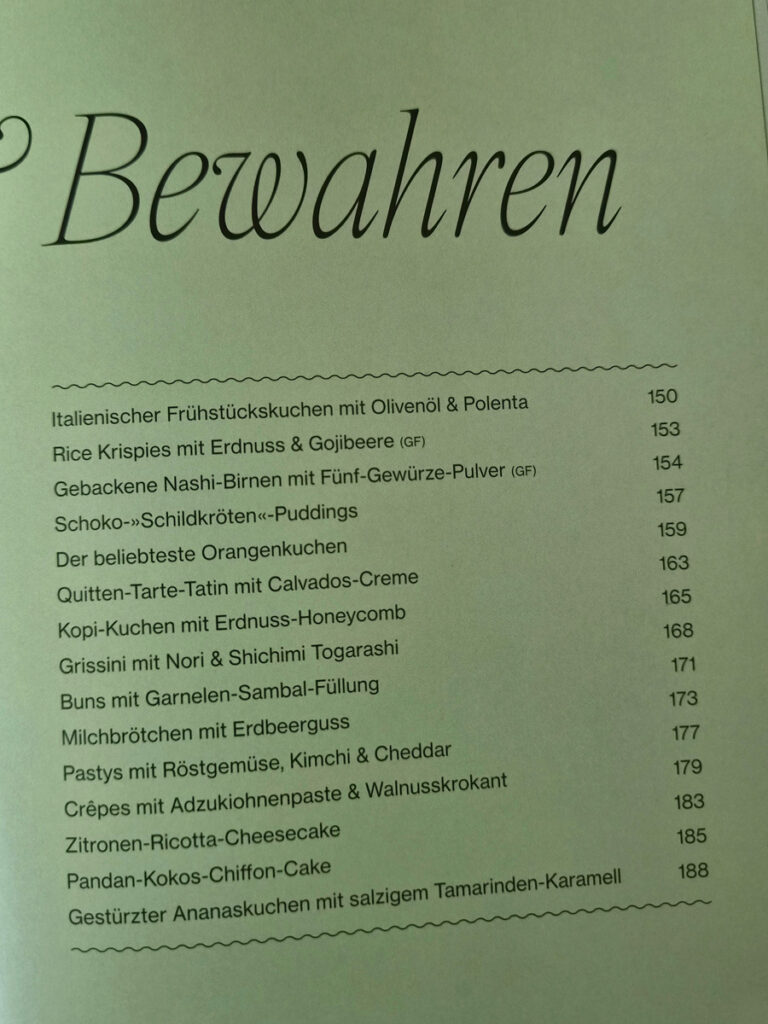 Bewahren
Italienischer Frühstückskuchen mit Olivenöl & Polenta 150
Rice Krispies mit Erdnuss & Gojibeere (GF) 153
Gebackene Nashi-Birnen mit Fünf-Gewürze-Pulver (GF) 154
Schoko-»Schildkröten«-Puddings 157
Der beliebteste Orangenkuchen 159
Quitten-Tarte-Tatin mit Calvados-Creme 163
Kopi-Kuchen mit Erdnuss-Honeycomb 165
Grissini mit Nori & Shichimi Togarashi 168
Buns mit Garnelen-Sambal-Füllung 171
Milchbrötchen mit Erdbeerguss 173
Pastys mit Röstgemüse, Kimchi & Cheddar 177
Crêpes mit Adzukiohnenpaste & Walnusskrokant 179
Zitronen-Ricotta-Cheesecake 183
Pandan-Kokos-Chiffon-Cake 185
Gestürzter Ananaskuchen mit salzigem Tamarinden-Karamell 188